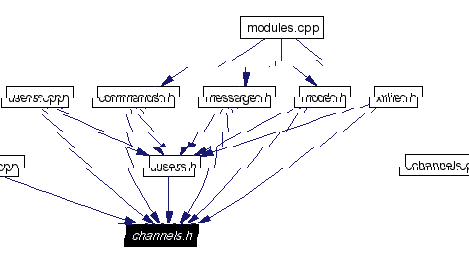 modules.cpp
users.cpp commands.h message.h mode.h xline.h
users.h
channels.h